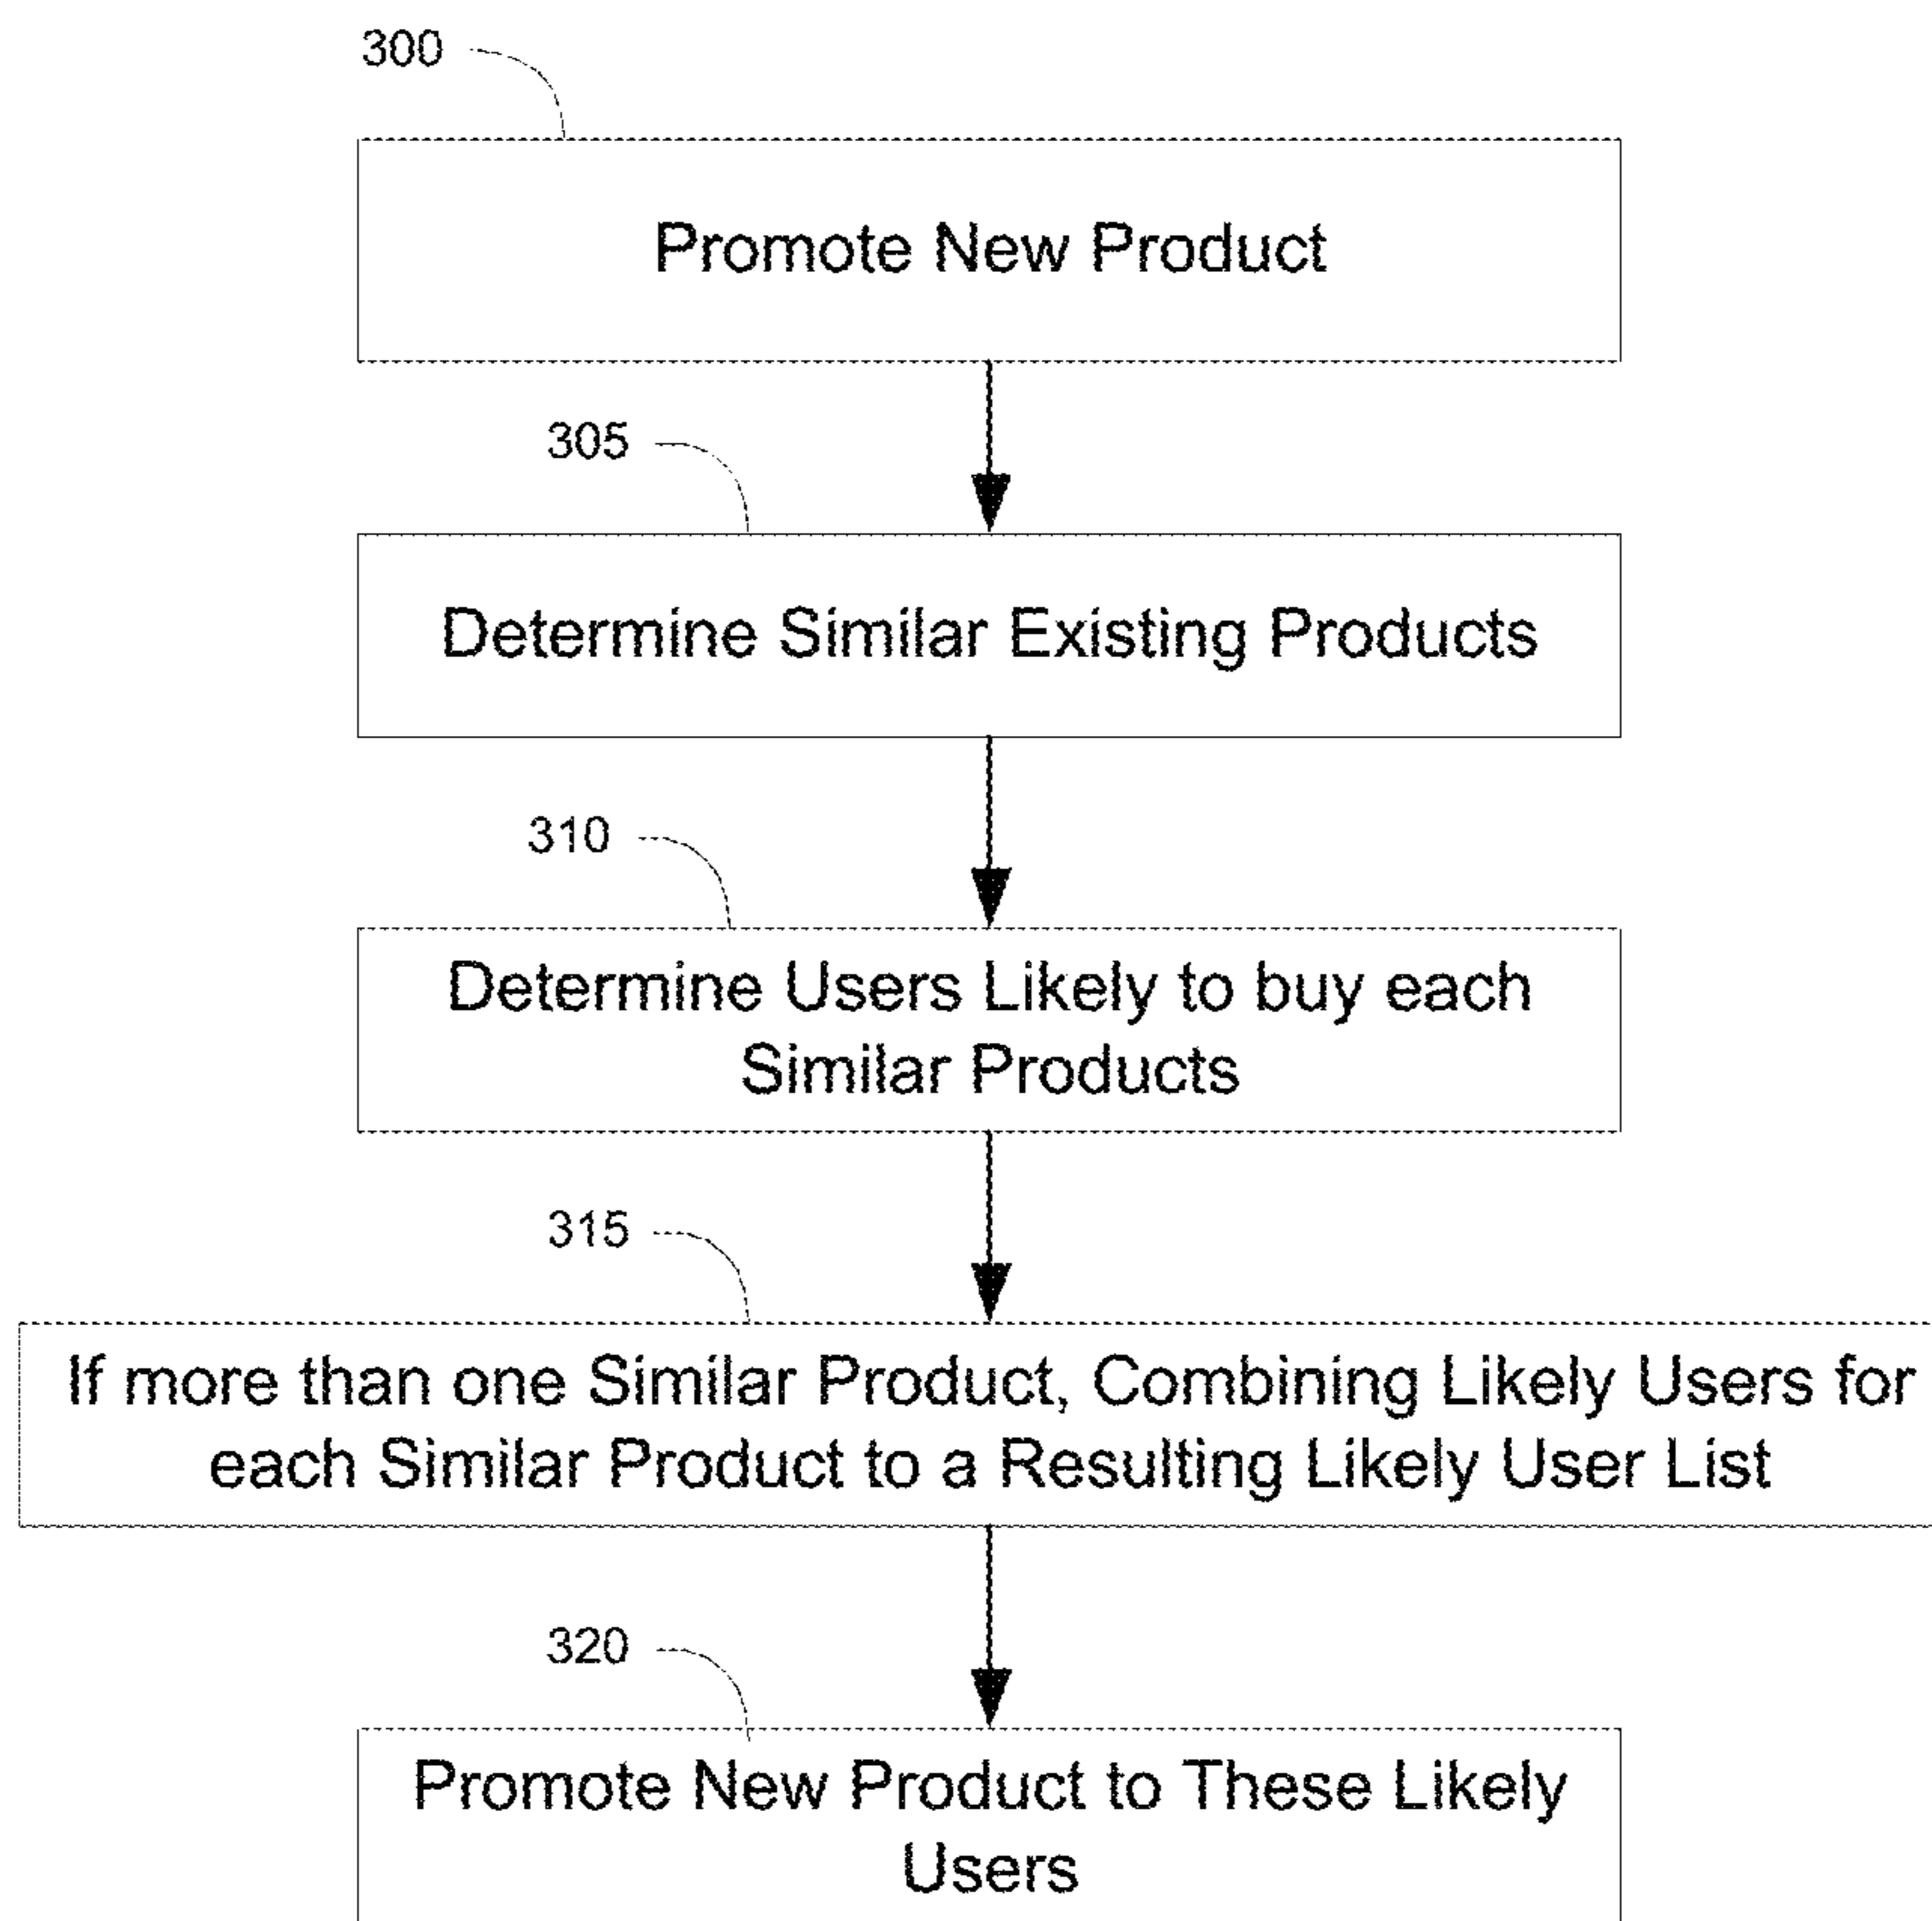 300
Promote New Product
305
Determine Similar Existing Products
310
Determine Users Likely to buy each
Similar Products
315
If more than one Similar Product, Combining Likely Users for
each Similar Product to a Resulting Likely User List
320
Promote New Product to These Likely
Users